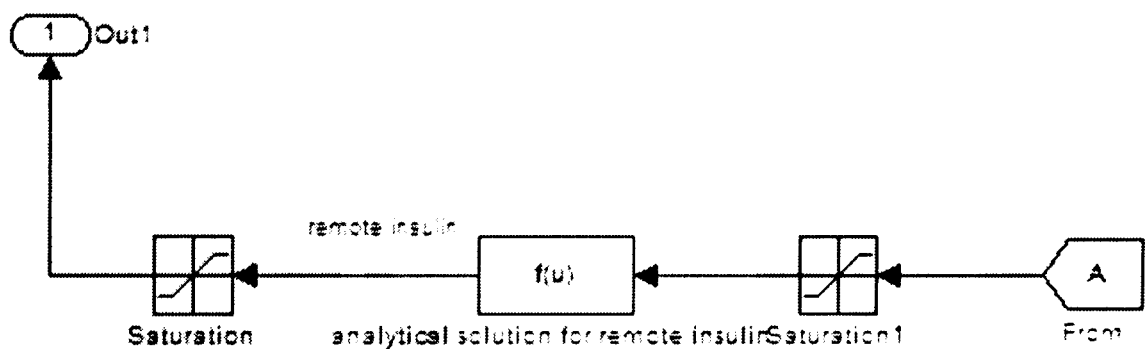 1
Out1
remote insulin
f(u)
A
Saturation
analytical solution for remote insulin
Saturation1
From